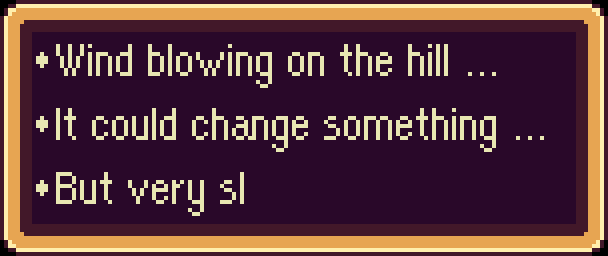 •Wind blowing on the hill ...
•It could change something ...
•But very sl